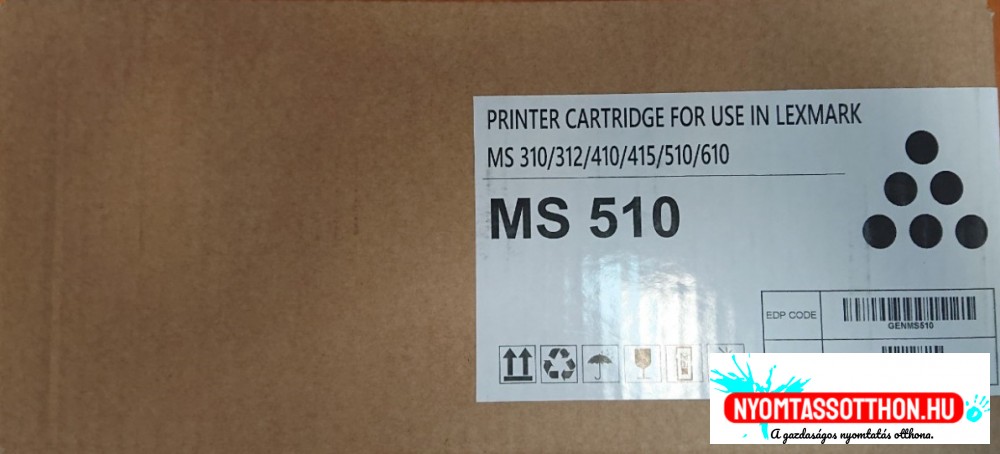 PRINTER CARTRIDGE FOR USE IN LEXMARK
MS 310/312/410/415/510/610
MS 510
EDP CODE
GENMS510
NYOMTASSOTTHON.HU
A gazdaságos nyomtatás otthona.